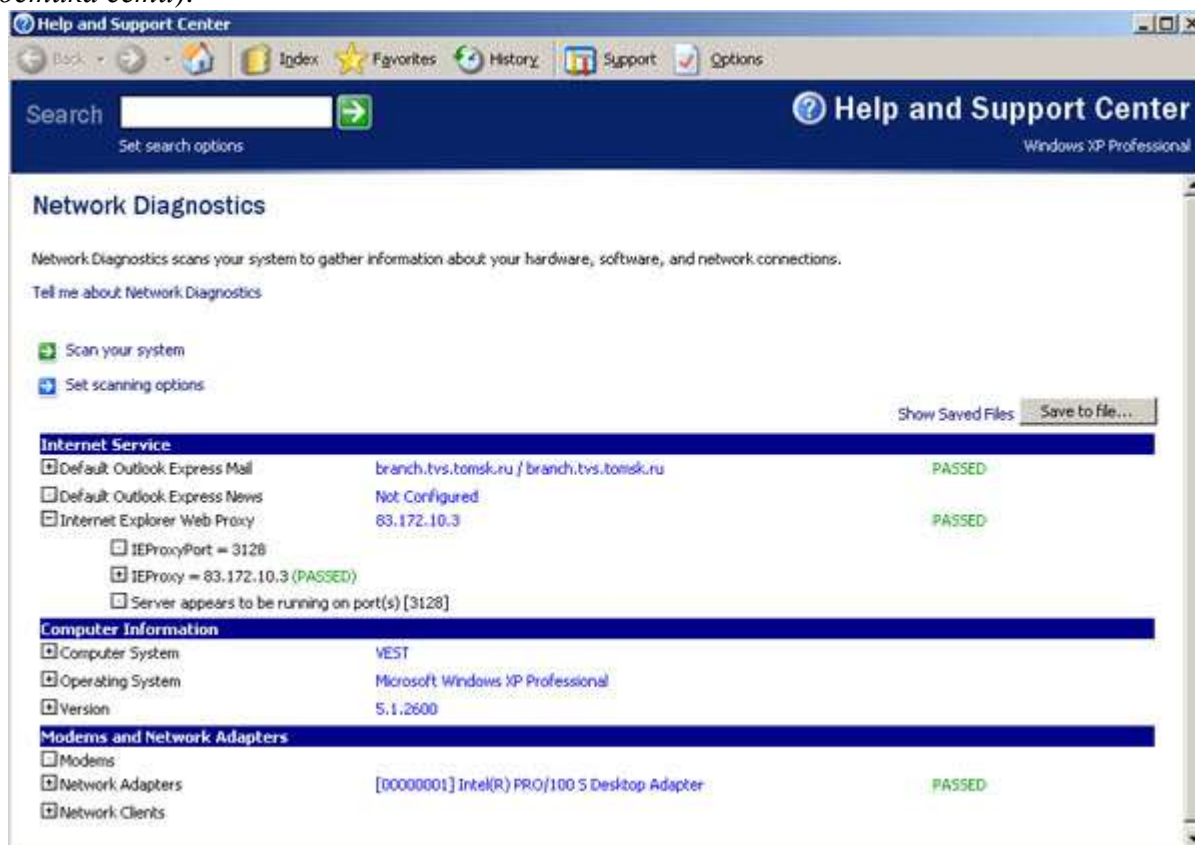 Help and Support Center
Back Index Favorites History Support Options
Search
Set search options
Help and Support Center
Windows XP Professional
Network Diagnostics
Network Diagnostics scans your system to gather information about your hardware, software, and network connections.
Tell me about Network Diagnostics
Scan your system
Set scanning options
Show Saved Files Save to file...
Internet Service
Default Outlook Express Mail branch.tvs.tomsk.ru / branch.tvs.tomsk.ru PASSED
Default Outlook Express News Not Configured
Internet Explorer Web Proxy 83.172.10.3 PASSED
IEProxyPort = 3128
IEProxy = 83.172.10.3 (PASSED)
Server appears to be running on port(s) [3128]
Computer Information
Computer System VEST
Operating System Microsoft Windows XP Professional
Version 5.1.2600
Modems and Network Adapters
Modems
Network Adapters [00000001] Intel(R) PRO/100 S Desktop Adapter PASSED
Network Clients